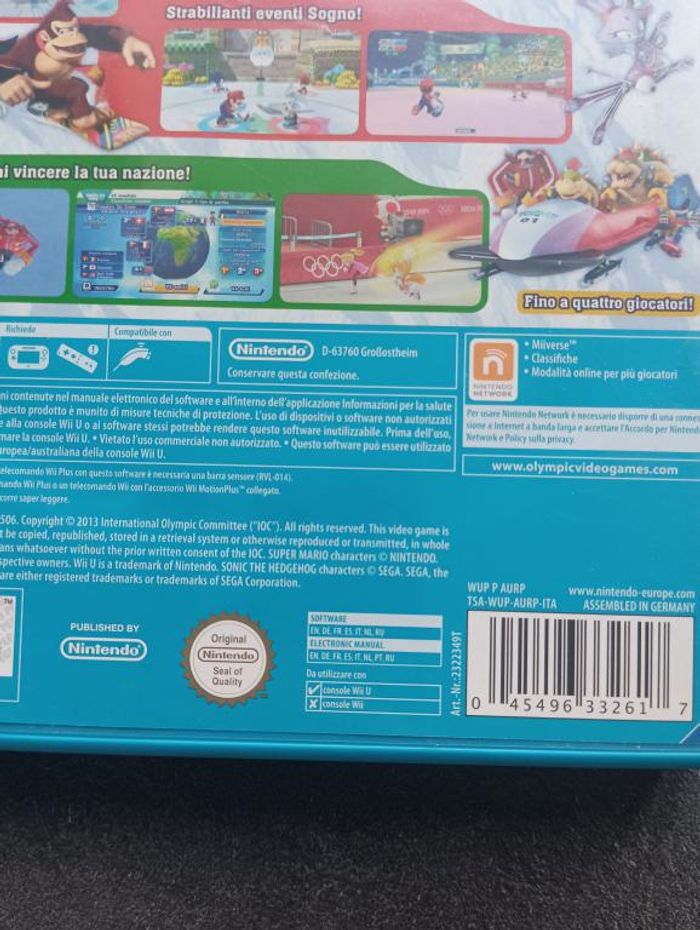 Strabilianti eventi Sogno!
vincere la tua nazione!
01
Fino a quattro giocatori!
Richiede
Compatibile con
Nintendo
D-63760 Großostheim
Conservare questa confezione.
NINTENDO
NETWORK
• Miiverse™
• Classifiche
• Modalità online per più giocatori
Per usare Nintendo Network è necessario disporre di una
sione a Internet a banda larga e accettare l'Accordo per
Network e Policy sulla privacy.
www.olympicvideogames.com
ni contenute nel manuale elettronico del software e all'interno dell'applicazione Informazioni per la salute
uesto prodotto è munito di misure tecniche di protezione. L'uso di dispositivi o software non autorizzati
e alla console Wii U o ai software stessi potrebbe rendere questo software inutilizzabile. Prima dell'uso,
mare la console Wii U. • Vietato l'uso commerciale non autorizzato. • Questo software può essere utilizzato
ropea/australiana della console Wii U.
elecomando Wii Plus con questo software è necessaria una barra sensore (RVL-014).
mando Wii Plus o un telecomando Wii con l'accessorio Wii MotionPlus™ collegato.
corre saper leggere.
506. Copyright © 2013 International Olympic Committee ("IOC"). All rights reserved. This video game is
t be copied, republished, stored in a retrieval system or otherwise reproduced or transmitted, in whole
ans whatsoever without the prior written consent of the IOC. SUPER MARIO characters © NINTENDO.
spective owners. Wii U is a trademark of Nintendo. SONIC THE HEDGEHOG characters © SEGA. SEGA, the
are either registered trademarks or trademarks of SEGA Corporation.
TM
PUBLISHED BY
Nintendo
Original
Nintendo
Seal of
Quality
SOFTWARE
EN, DE, FR, ES, IT, NL, RU
ELECTRONIC MANUAL
EN, DE, FR, ES, IT, NL, PT, RU
Da utilizzare con
console Wii U
console Wii
Art.-Nr.:2322349T
WUP P AURP
www.nintendo-europe.com
TSA-WUP-AURP-ITA
ASSEMBLED IN GERMANY
0 45496 33261 7